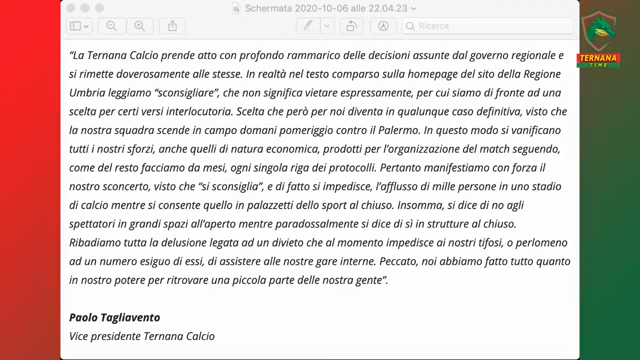 Schermata 2020-10-06 alle 22.04.23
Ricerca
TERNANA
TIME
“La Ternana Calcio prende atto con profondo rammarico delle decisioni assunte dal governo regionale e
si rimette doverosamente alle stesse. In realtà nel testo comparso sulla homepage del sito della Regione
Umbria leggiamo “sconsigliare”, che non significa vietare espressamente, per cui siamo di fronte ad una
scelta per certi versi interlocutoria. Scelta che però per noi diventa in qualunque caso definitiva, visto che
la nostra squadra scende in campo domani pomeriggio contro il Palermo. In questo modo si vanificano
tutti i nostri sforzi, anche quelli di natura economica, prodotti per l’organizzazione del match seguendo,
come del resto facciamo da mesi, ogni singola riga dei protocolli. Pertanto manifestiamo con forza il
nostro sconcerto, visto che “si sconsiglia”, e di fatto si impedisce, l’afflusso di mille persone in uno stadio
di calcio mentre si consente quello in palazzetti dello sport al chiuso. Insomma, si dice di no agli
spettatori in grandi spazi all’aperto mentre paradossalmente si dice di sì in strutture al chiuso.
Ribadiamo tutta la delusione legata ad un divieto che al momento impedisce ai nostri tifosi, o perlomeno
ad un numero esiguo di essi, di assistere alle nostre gare interne. Peccato, noi abbiamo fatto tutto quanto
in nostro potere per ritrovare una piccola parte delle nostra gente”.
Paolo Tagliavento
Vice presidente Ternana Calcio